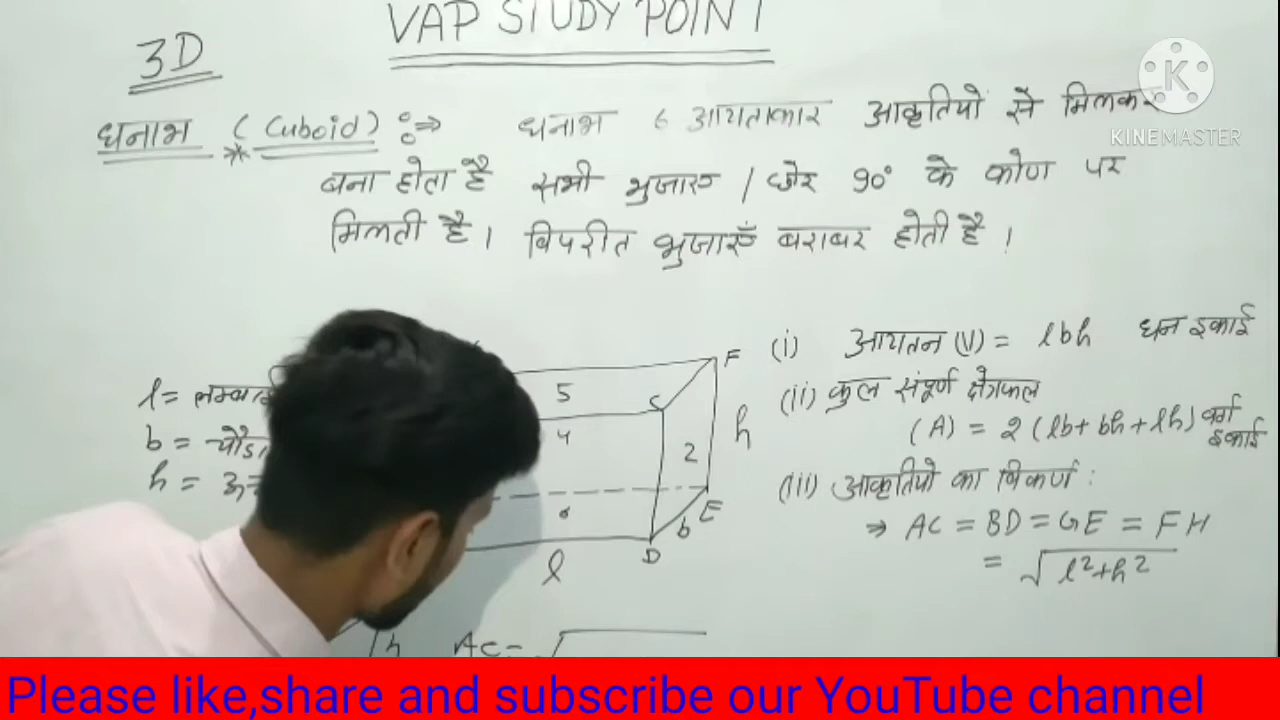 VAP STUDY POINT
3D
KINEMASTER
घनाभ (Cuboid) :⇒ घनाभ 6 आयताकार आकृतियों से मिलकर
*
बना होता है सभी भुजाए / छोर 90° के कोण पर
मिलती है। विपरीत भुजाएँ बराबर होती है।
(i) आयतन (V) = lbh घन इकाई
(ii) कुल संपूर्ण क्षेत्रफल
(A) = 2 (lb + bh + lh) वर्ग इकाई
(iii) आकृतियो का विकर्ण :
⇒ AC = BD = GE = FH
= √l²+h²
l = लम्बाई
b =
h =
5
F
C
4
2
h
E
b
D
l
h AC = √
Please like,share and subscribe our YouTube channel